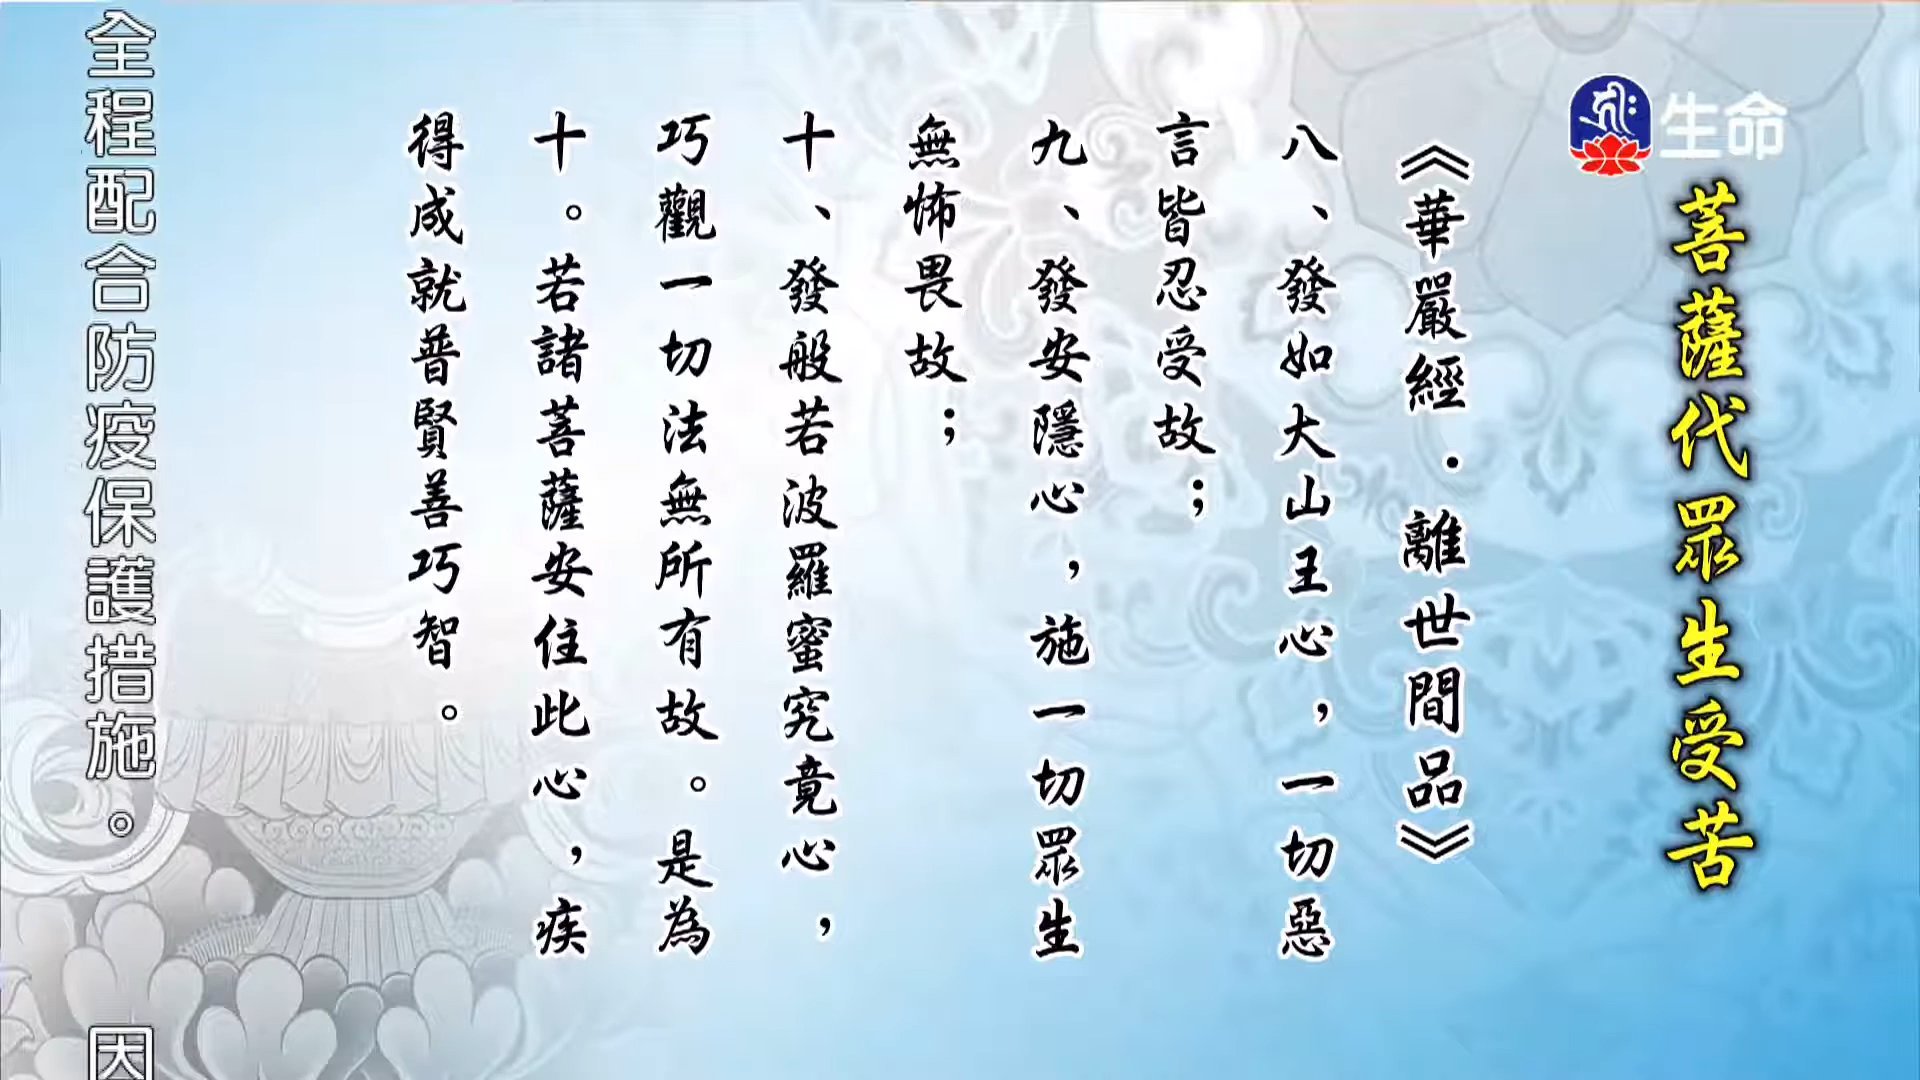 生命
菩薩代眾生受苦
《華嚴經．離世間品》
八、發如大山王心，一切惡
言皆忍受故；
九、發安隱心，施一切眾生
無怖畏故；
十、發般若波羅蜜究竟心，
巧觀一切法無所有故。是為
十。若諸菩薩安住此心，疾
得成就普賢善巧智。
全程配合防疫保護措施。 因